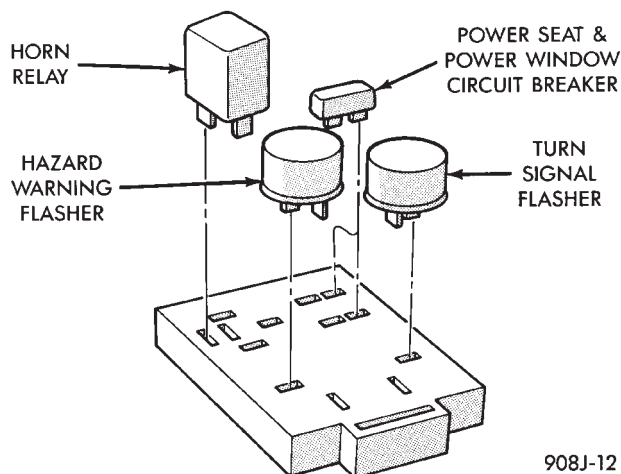 HORN
RELAY
POWER SEAT &
POWER WINDOW
CIRCUIT BREAKER
HAZARD
WARNING
FLASHER
TURN
SIGNAL
FLASHER
908J-12